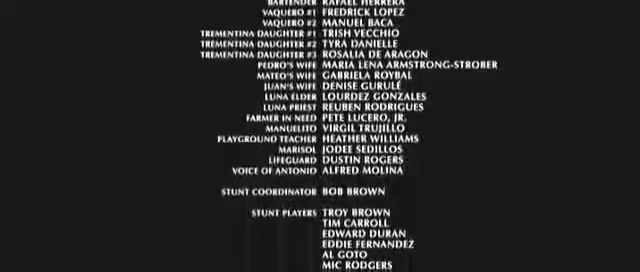 BARTENDER RAFAEL HERRERA
VAQUERO #1 FREDRICK LOPEZ
VAQUERO #2 MANUEL BACA
TREMENTINA DAUGHTER #1 TRISH VECCHIO
TREMENTINA DAUGHTER #2 TYRA DANIELLE
TREMENTINA DAUGHTER #3 ROSALIA DE ARAGON
PEDRO'S WIFE MARIA LENA ARMSTRONG-STROBER
MATEO'S WIFE GABRIELA ROYBAL
JUAN'S WIFE DENISE GURULÉ
LUNA ELDER LOURDEZ GONZALES
LUNA PRIEST REUBEN RODRIGUES
FARMER IN NEED PETE LUCERO, JR.
MANUELITO VIRGIL TRUJILLO
PLAYGROUND TEACHER HEATHER WILLIAMS
MARISOL JODEE SEDILLOS
LIFEGUARD DUSTIN ROGERS
VOICE OF ANTONIO ALFRED MOLINA
STUNT COORDINATOR BOB BROWN
STUNT PLAYERS TROY BROWN
TIM CARROLL
EDWARD DURAN
EDDIE FERNANDEZ
AL GOTO
MIC RODGERS